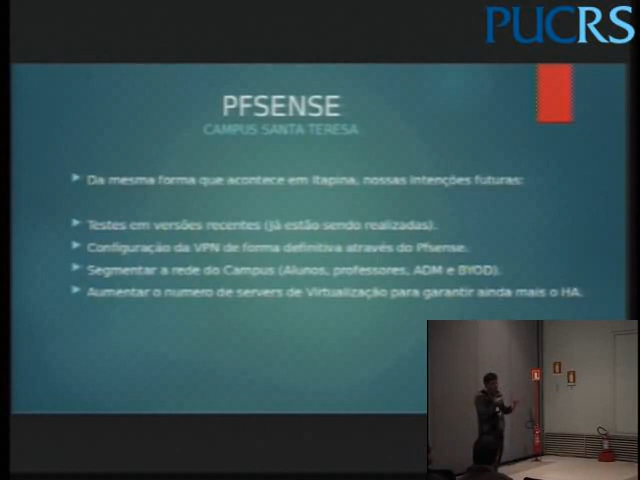 PUCRS
PFSENSE
CAMPUS SANTA TERESA
Da mesma forma que acontece em Itapina, nossas intenções futuras:
Testes em versões recentes (já estão sendo realizadas).
Configuração da VPN de forma definitiva através do Pfsense.
Segmentar a rede do Campus (Alunos, professores, ADM e BYOD).
Aumentar o numero de servers de Virtualização para garantir ainda mais o HA.